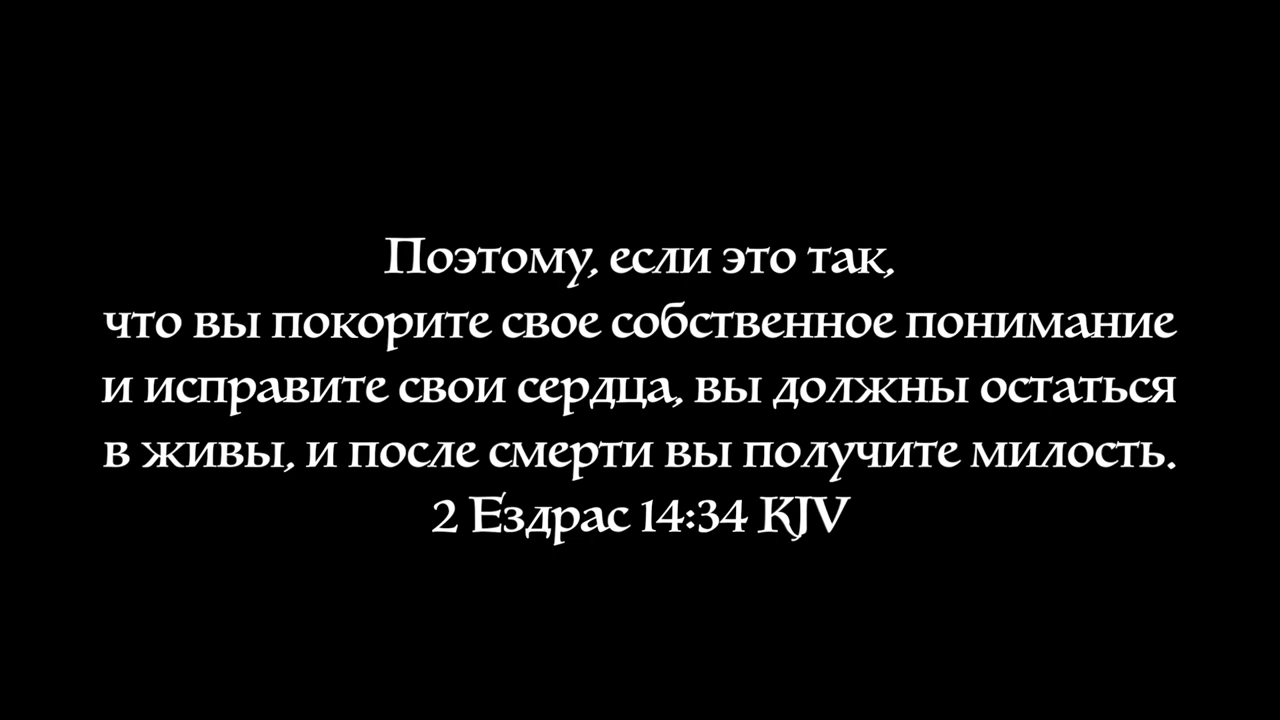 Поэтому, если это так,
что вы покорите свое собственное понимание
и исправите свои сердца, вы должны остаться
в живы, и после смерти вы получите милость.
2 Ездрас 14:34 KJV